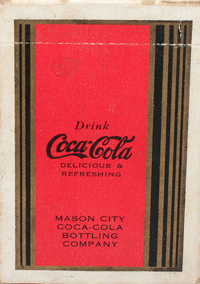 Drink
Coca-Cola
DELICIOUS &
REFRESHING
MASON CITY
COCA-COLA
BOTTLING
COMPANY